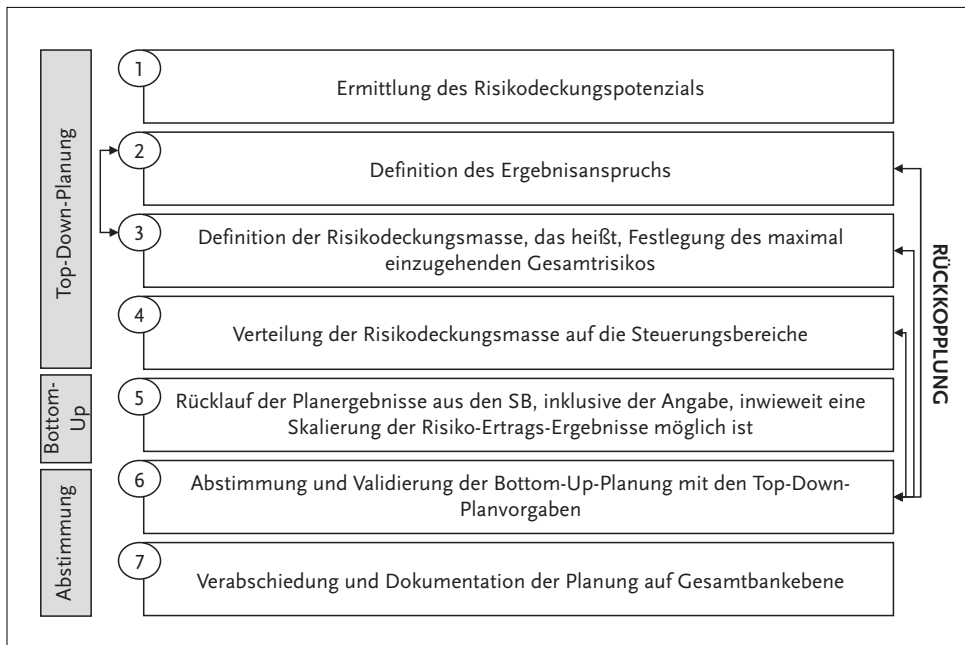 Top-Down-Planung
1
Ermittlung des Risikodeckungspotenzials
2
Definition des Ergebnisanspruchs
3
Definition der Risikodeckungsmasse, das heißt, Festlegung des maximal
einzugehenden Gesamtrisikos
4
Verteilung der Risikodeckungsmasse auf die Steuerungsbereiche
Bottom-
Up
5
Rücklauf der Planergebnisse aus den SB, inklusive der Angabe, inwieweit eine
Skalierung der Risiko-Ertrags-Ergebnisse möglich ist
Abstimmung
6
Abstimmung und Validierung der Bottom-Up-Planung mit den Top-Down-
Planvorgaben
7
Verabschiedung und Dokumentation der Planung auf Gesamtbankebene
RÜCKKOPPLUNG